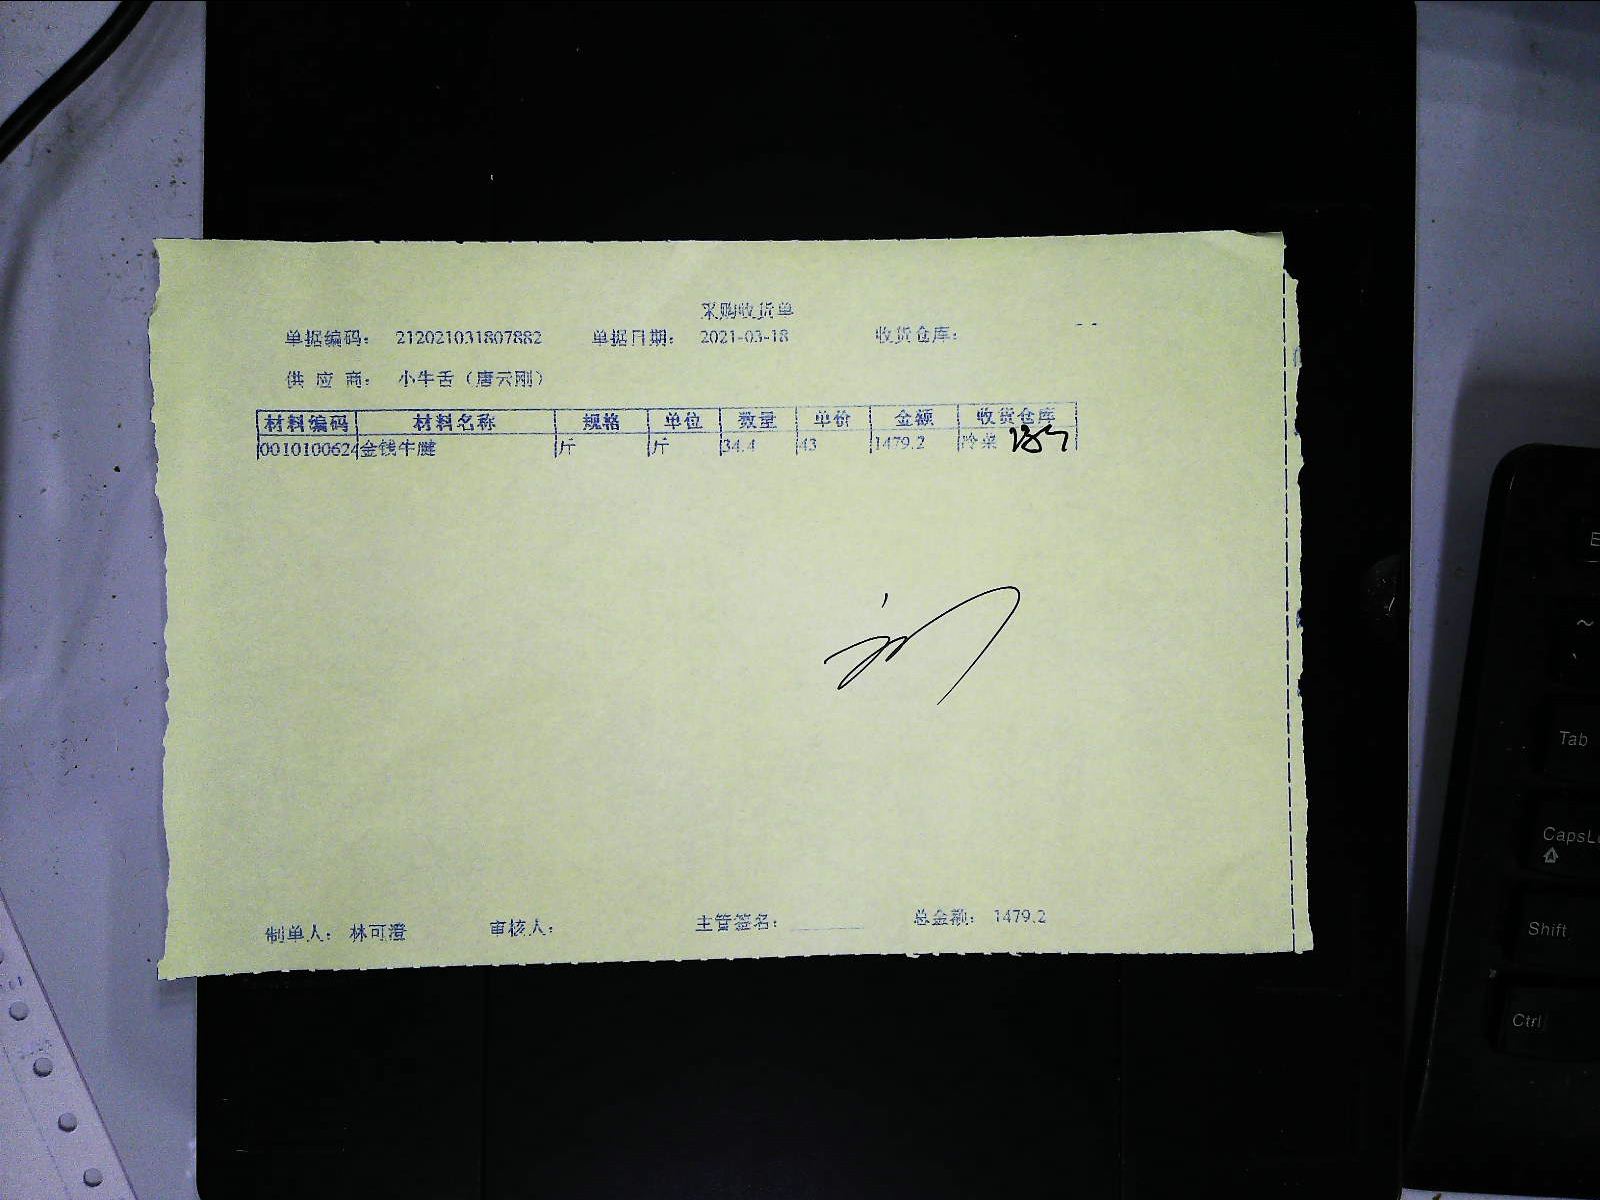 采购收货单
单据编码： 212021031807882 单据日期： 2021-03-18 收货仓库：
供 应 商： 小牛舌（唐云刚）
材料编码 材料名称 规格 单位 数量 单价 金额 收货仓库
0010100624 金钱牛腱 斤 斤 34.4 43 1479.2 冷菜
制单人： 林可澄 审核人： 主管签名： 总金额： 1479.2
~
Tab
CapsL
Shift
Ctrl